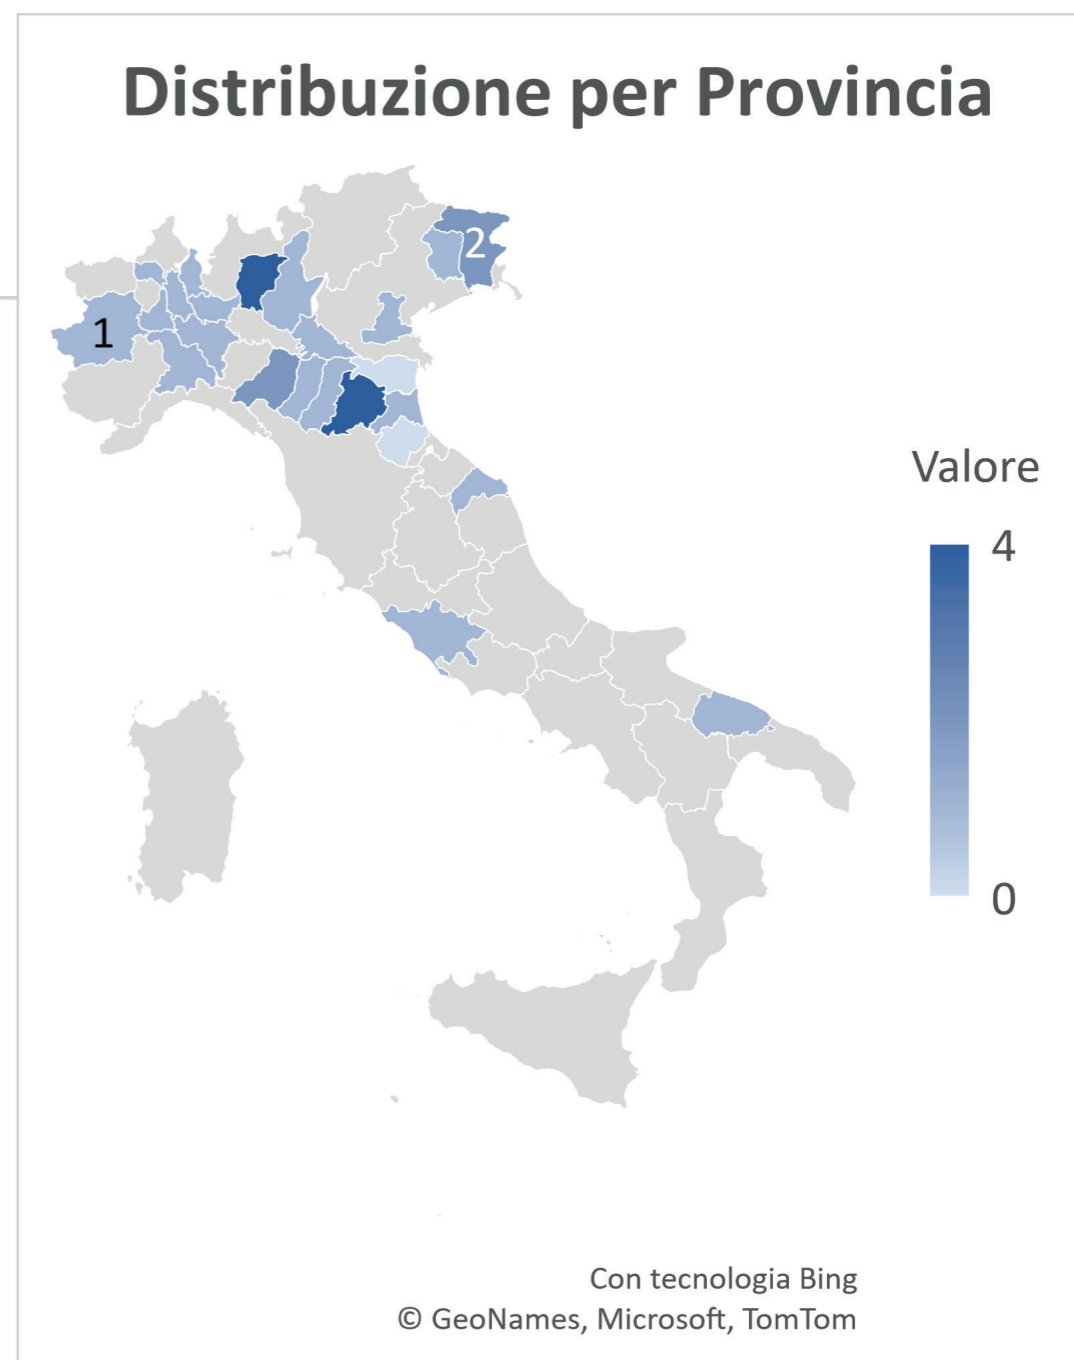 Distribuzione per Provincia
2
1
Valore
4
0
Con tecnologia Bing
© GeoNames, Microsoft, TomTom